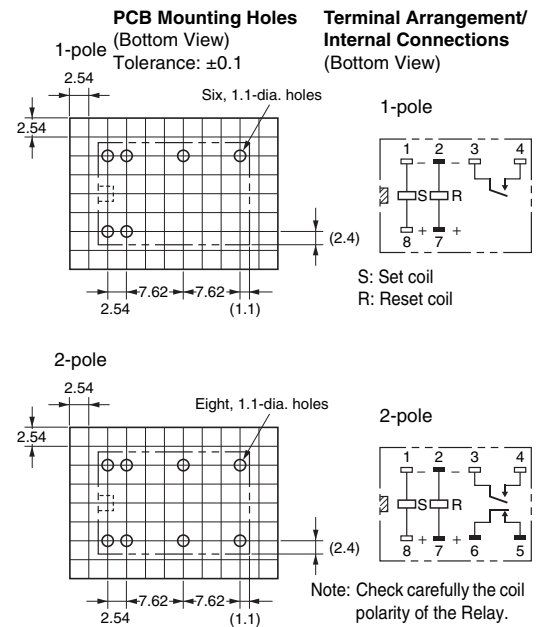 PCB Mounting Holes
(Bottom View)
Tolerance: ±0.1
Terminal Arrangement/
Internal Connections
(Bottom View)
1-pole
2.54
2.54
Six, 1.1-dia. holes
(2.4)
7.62
7.62
2.54
(1.1)
1-pole
1 2 3 4
- -
S R
+ +
8 7
S: Set coil
R: Reset coil
2-pole
2.54
2.54
Eight, 1.1-dia. holes
(2.4)
7.62
7.62
2.54
(1.1)
2-pole
1 2 3 4
- -
S R
+ +
8 7 6 5
Note: Check carefully the coil
polarity of the Relay.